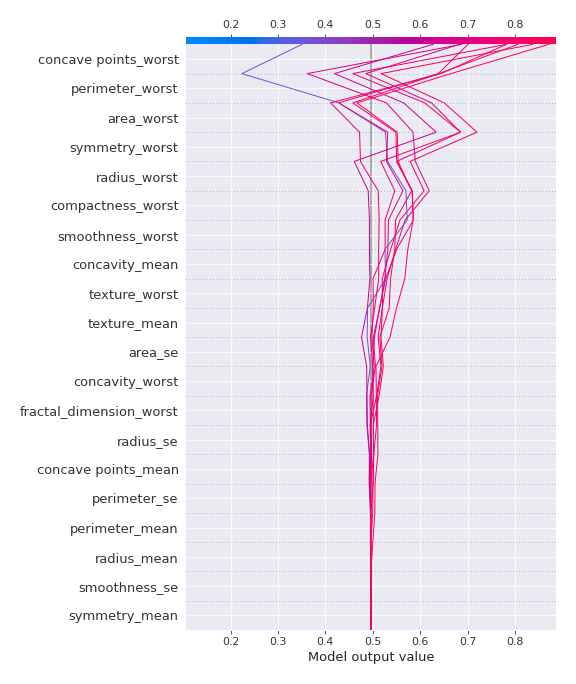 0.2 0.3 0.4 0.5 0.6 0.7 0.8
concave points_worst
perimeter_worst
area_worst
symmetry_worst
radius_worst
compactness_worst
smoothness_worst
concavity_mean
texture_worst
texture_mean
area_se
concavity_worst
fractal_dimension_worst
radius_se
concave points_mean
perimeter_se
perimeter_mean
radius_mean
smoothness_se
symmetry_mean
0.2 0.3 0.4 0.5 0.6 0.7 0.8
Model output value